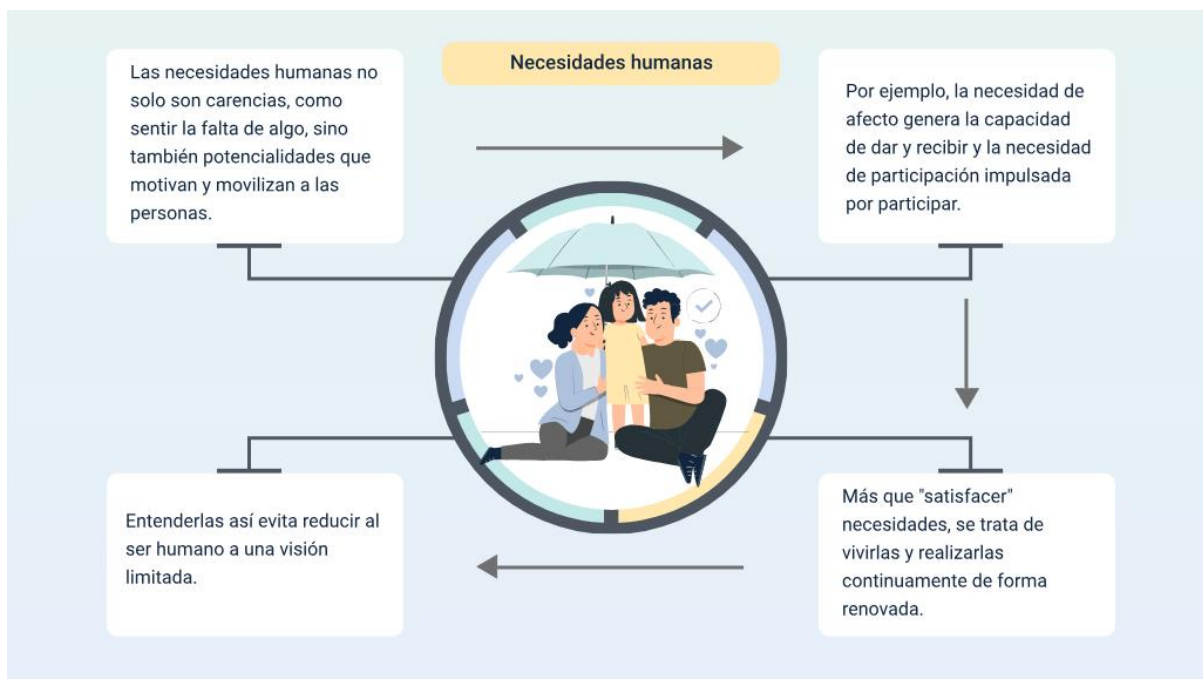 Necesidades humanas
Las necesidades humanas no
solo son carencias, como
sentir la falta de algo, sino
también potencialidades que
motivan y movilizan a las
personas.
Por ejemplo, la necesidad de
afecto genera la capacidad
de dar y recibir y la necesidad
de participación impulsada
por participar.
Más que "satisfacer"
necesidades, se trata de
vivirlas y realizarlas
continuamente de forma
renovada.
Entenderlas así evita reducir al
ser humano a una visión
limitada.